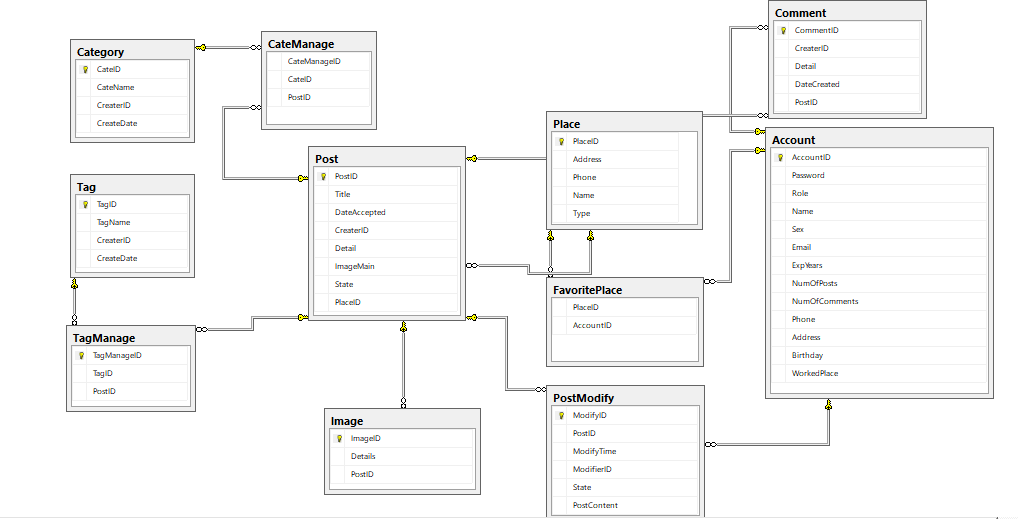 Category
CateID
CateName
CreaterID
CreateDate
CateManage
CateManageID
CateID
PostID
Comment
CommentID
CreaterID
Detail
DateCreated
PostID
Tag
TagID
TagName
CreaterID
CreateDate
Post
PostID
Title
DateAccepted
CreaterID
Detail
ImageMain
State
PlaceID
Place
PlaceID
Address
Phone
Name
Type
Account
AccountID
Password
Role
Name
Sex
Email
ExpYears
NumOfPosts
NumOfComments
Phone
Address
Birthday
WorkedPlace
TagManage
TagManageID
TagID
PostID
FavoritePlace
PlaceID
AccountID
Image
ImageID
Details
PostID
PostModify
ModifyID
PostID
ModifyTime
ModifierID
State
PostContent